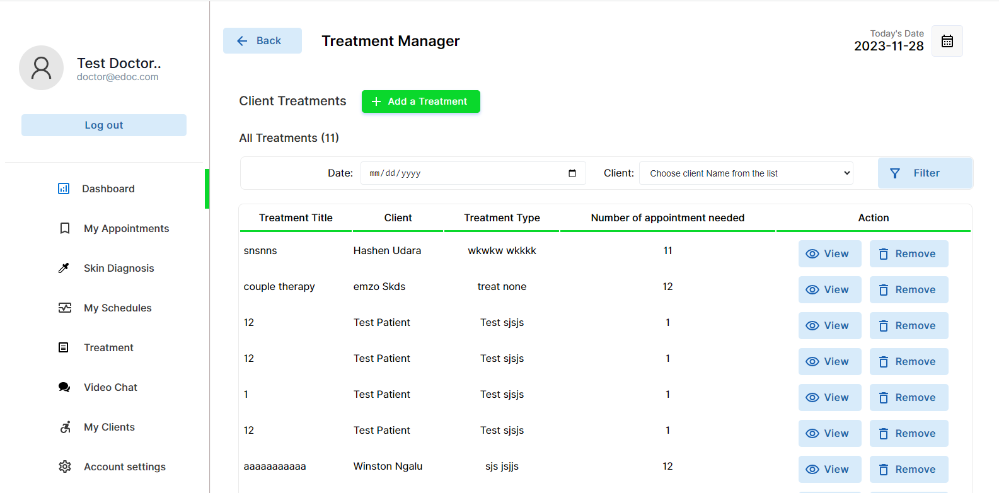 Test Doctor..
doctor@edoc.com
Log out
Dashboard
My Appointments
Skin Diagnosis
My Schedules
Treatment
Video Chat
My Clients
Account settings
Back
Treatment Manager
Today's Date
2023-11-28
Client Treatments
Add a Treatment
All Treatments (11)
Date: mm/dd/yyyy Client: Choose client Name from the list Filter
Treatment Title Client Treatment Type Number of appointment needed Action
snsnns Hashen Udara wkwkw wkkkk 11 View Remove
couple therapy emzo Skds treat none 12 View Remove
12 Test Patient Test sjsjs 1 View Remove
12 Test Patient Test sjsjs 1 View Remove
1 Test Patient Test sjsjs 1 View Remove
12 Test Patient Test sjsjs 1 View Remove
aaaaaaaaaaa Winston Ngalu sjs jsjjs 12 View Remove